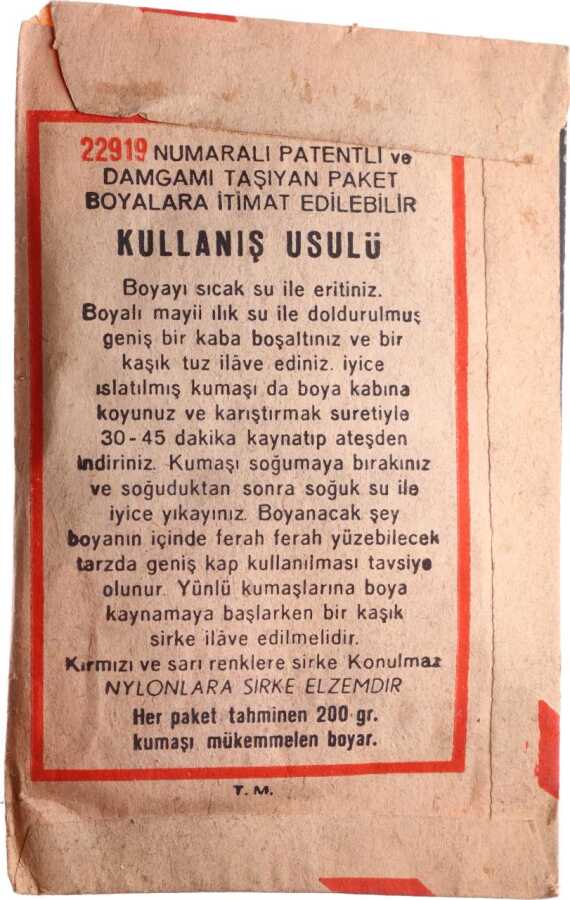 22919 NUMARALI PATENTLİ ve
DAMGAMI TAŞIYAN PAKET
BOYALARA İTİMAT EDİLEBİLİR
KULLANIŞ USULÜ
Boyayı sıcak su ile eritiniz.
Boyalı mayii ılık su ile doldurulmuş
geniş bir kaba boşaltınız ve bir
kaşık tuz ilâve ediniz. iyice
ıslatılmış kumaşı da boya kabına
koyunuz ve karıştırmak suretiyle
30-45 dakika kaynatıp ateşden
İndiriniz. Kumaşı soğumaya bırakınız
ve soğuduktan sonra soğuk su ile
iyice yıkayınız. Boyanacak şey
boyanın içinde ferah ferah yüzebilecek
tarzda geniş kap kullanılması tavsiye
olunur. Yünlü kumaşlarına boya
kaynamaya başlarken bir kaşık
sirke ilâve edilmelidir.
Kırmızı ve sarı renklere sirke Konulmaz
NYLONLARA SIRKE ELZEMDIR
Her paket tahminen 200 gr.
kumaşı mükemmelen boyar.
T. M.